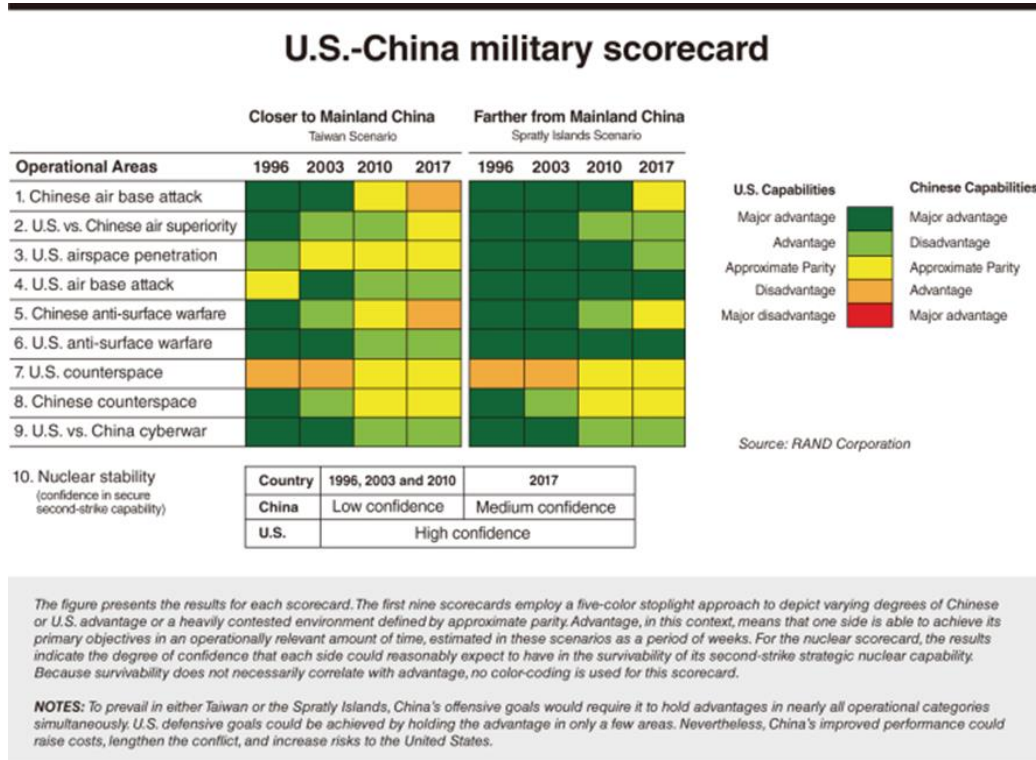 U.S.-China military scorecard
Closer to Mainland China
Taiwan Scenario
Farther from Mainland China
Spratly Islands Scenario
Operational Areas 1996 2003 2010 2017 1996 2003 2010 2017
1. Chinese air base attack
2. U.S. vs. Chinese air superiority
3. U.S. airspace penetration
4. U.S. air base attack
5. Chinese anti-surface warfare
6. U.S. anti-surface warfare
7. U.S. counterspace
8. Chinese counterspace
9. U.S. vs. China cyberwar
U.S. Capabilities Chinese Capabilities
Major advantage Major advantage
Advantage Disadvantage
Approximate Parity Approximate Parity
Disadvantage Advantage
Major disadvantage Major advantage
Source: RAND Corporation
10. Nuclear stability
(confidence in secure
second-strike capability)
Country 1996, 2003 and 2010 2017
China Low confidence Medium confidence
U.S. High confidence
The figure presents the results for each scorecard. The first nine scorecards employ a five-color stoplight approach to depict varying degrees of Chinese
or U.S. advantage or a heavily contested environment defined by approximate parity. Advantage, in this context, means that one side is able to achieve its
primary objectives in an operationally relevant amount of time, estimated in these scenarios as a period of weeks. For the nuclear scorecard, the results
indicate the degree of confidence that each side could reasonably expect to have in the survivability of its second-strike strategic nuclear capability.
Because survivability does not necessarily correlate with advantage, no color-coding is used for this scorecard.
NOTES: To prevail in either Taiwan or the Spratly Islands, China's offensive goals would require it to hold advantages in nearly all operational categories
simultaneously. U.S. defensive goals could be achieved by holding the advantage in only a few areas. Nevertheless, China's improved performance could
raise costs, lengthen the conflict, and increase risks to the United States.